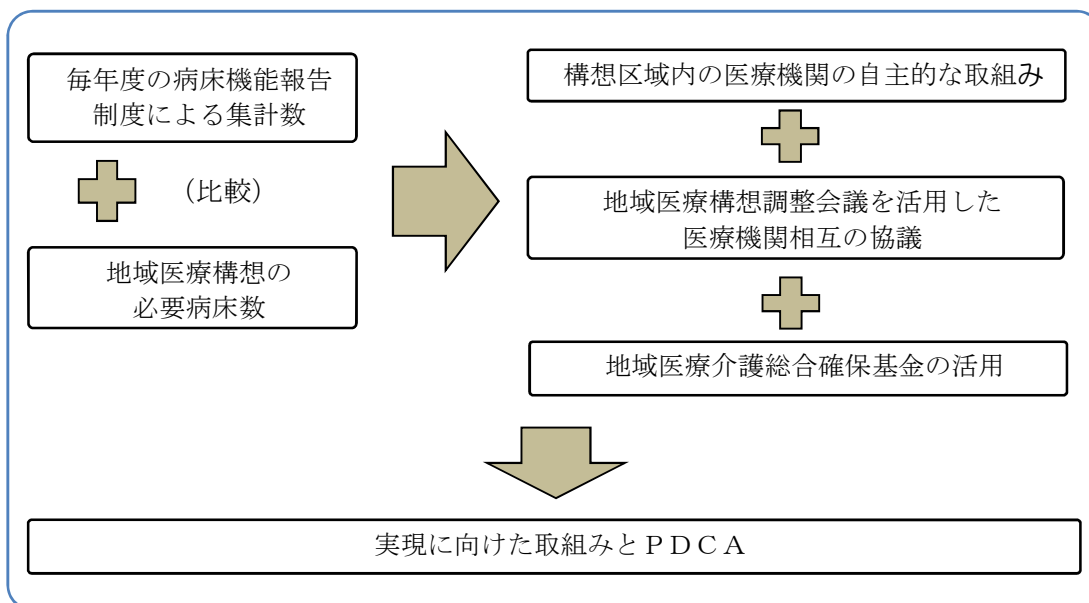 毎年度の病床機能報告
制度による集計数
（比較）
地域医療構想の
必要病床数
構想区域内の医療機関の自主的な取組み
地域医療構想調整会議を活用した
医療機関相互の協議
地域医療介護総合確保基金の活用
実現に向けた取組みとＰＤＣＡ